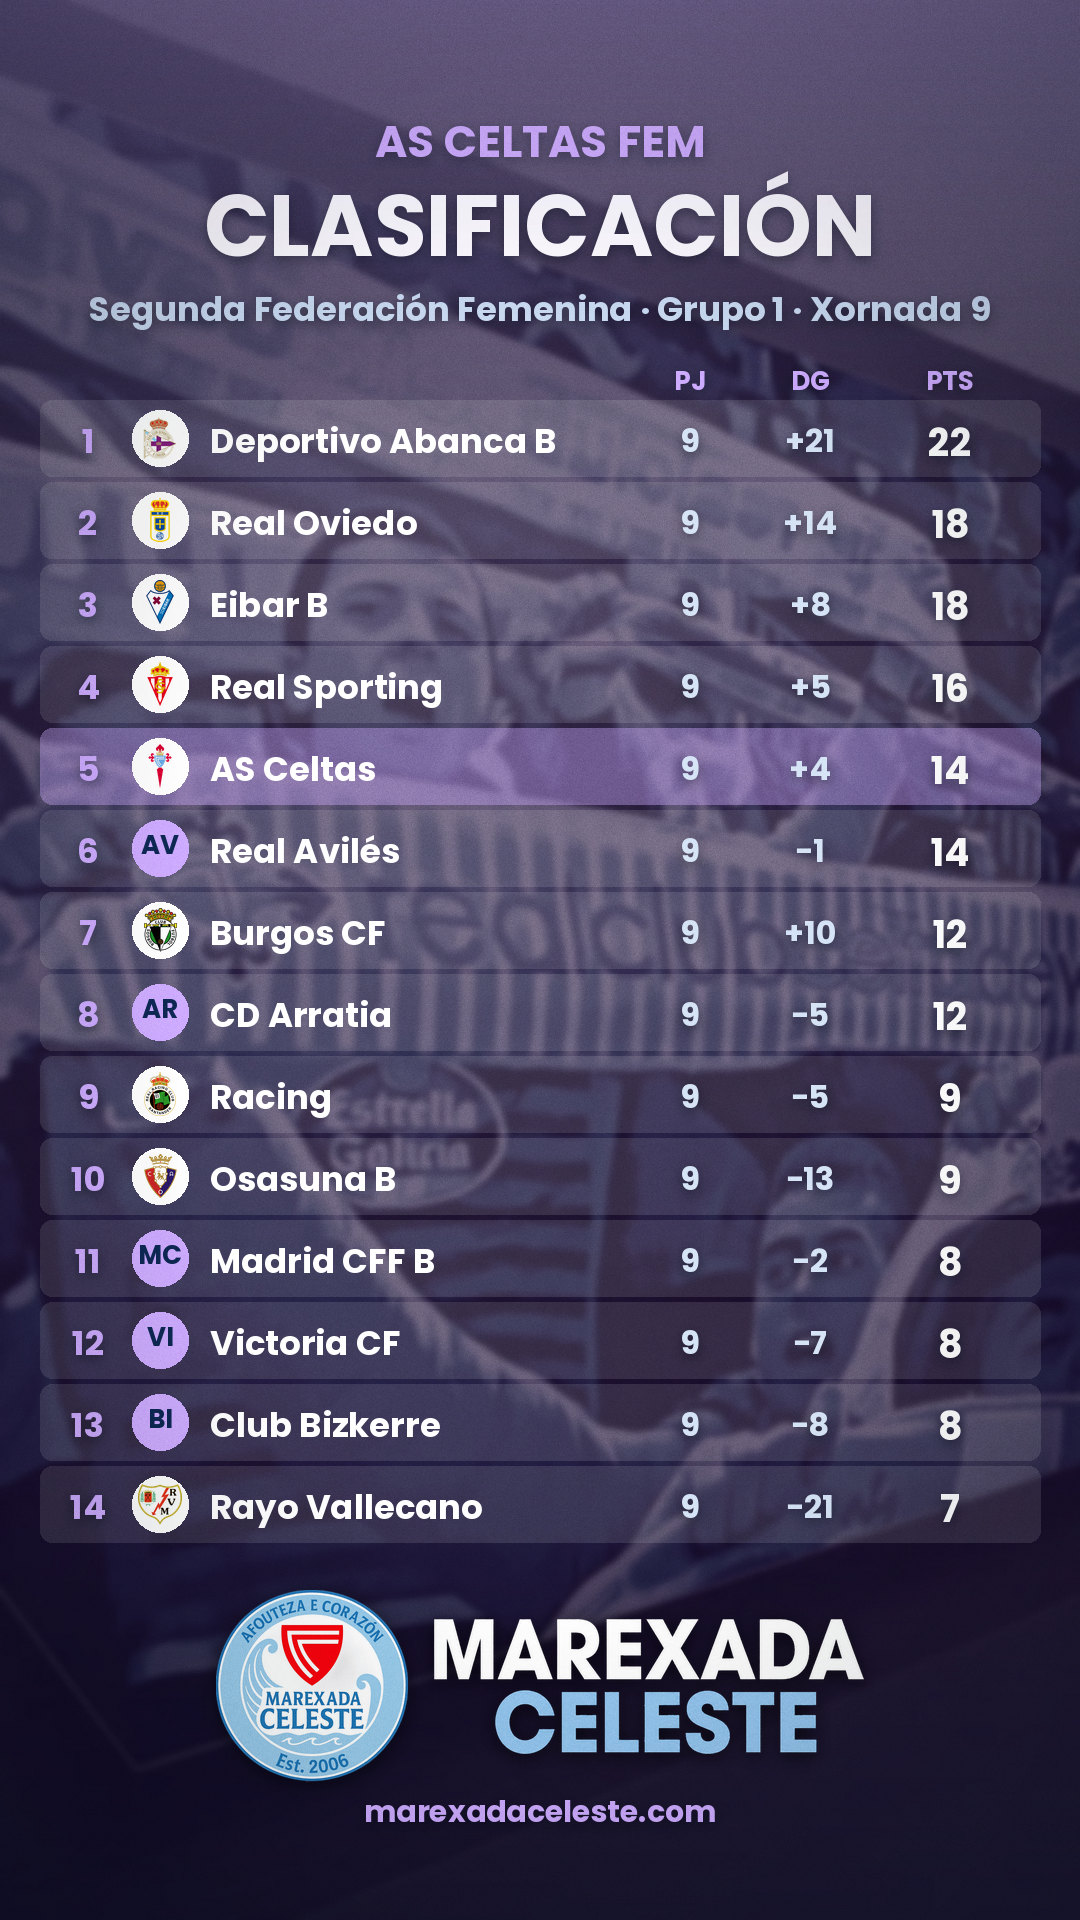 AS CELTAS FEM
CLASIFICACIÓN
Segunda Federación Femenina · Grupo 1 · Xornada 9
PJ DG PTS
1 Deportivo Abanca B 9 +21 22
2 Real Oviedo 9 +14 18
3 Eibar B 9 +8 18
4 Real Sporting 9 +5 16
5 AS Celtas 9 +4 14
6 AV Real Avilés 9 −1 14
7 Burgos CF 9 +10 12
8 AR CD Arratia 9 −5 12
9 Racing 9 −5 9
Estrella
Galicia
10 Osasuna B 9 −13 9
11 MC Madrid CFF B 9 −2 8
12 VI Victoria CF 9 −7 8
13 BI Club Bizkerre 9 −8 8
14 RVM Rayo Vallecano 9 −21 7
AFOUTEZA E CORAZÓN
MAREXADA
CELESTE
Est. 2006
MAREXADA
CELESTE
marexadaceleste.com